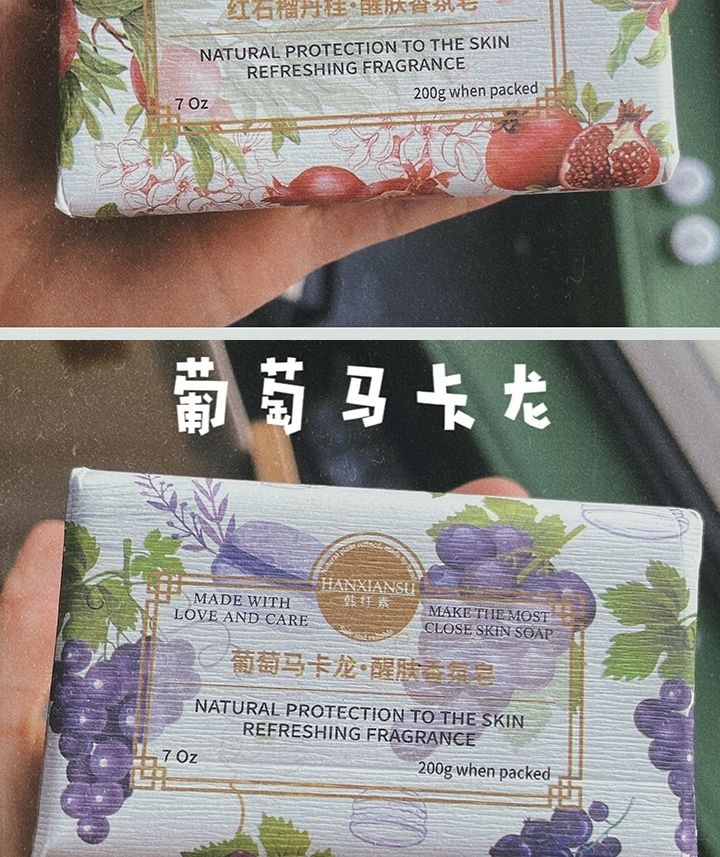 红石榴丹桂·醒肤香氛皂
NATURAL PROTECTION TO THE SKIN
REFRESHING FRAGRANCE
7 Oz
200g when packed
葡萄马卡龙
HANXIANSU
韩纤素
MADE WITH
LOVE AND CARE
MAKE THE MOST
CLOSE SKIN SOAP
葡萄马卡龙·醒肤香氛皂
NATURAL PROTECTION TO THE SKIN
REFRESHING FRAGRANCE
7 Oz
200g when packed